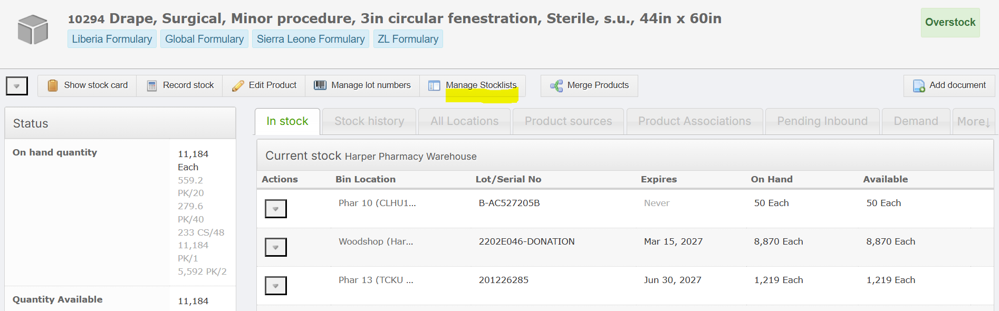 10294 Drape, Surgical, Minor procedure, 3in circular fenestration, Sterile, s.u., 44in x 60in
Overstock
Liberia Formulary Global Formulary Sierra Leone Formulary ZL Formulary
Show stock card Record stock Edit Product Manage lot numbers Manage Stocklists Merge Products Add document
Status
On hand quantity
11,184
Each
559.2
PK/20
279.6
PK/40
233 CS/48
11,184
PK/1
5,592 PK/2
Quantity Available 11,184
In stock Stock history All Locations Product sources Product Associations Pending Inbound Demand More↓
Current stock Harper Pharmacy Warehouse
Actions Bin Location Lot/Serial No Expires On Hand Available
Phar 10 (CLHU1... B-AC527205B Never 50 Each 50 Each
Woodshop (Har... 2202E046-DONATION Mar 15, 2027 8,870 Each 8,870 Each
Phar 13 (TCKU ... 201226285 Jun 30, 2027 1,219 Each 1,219 Each